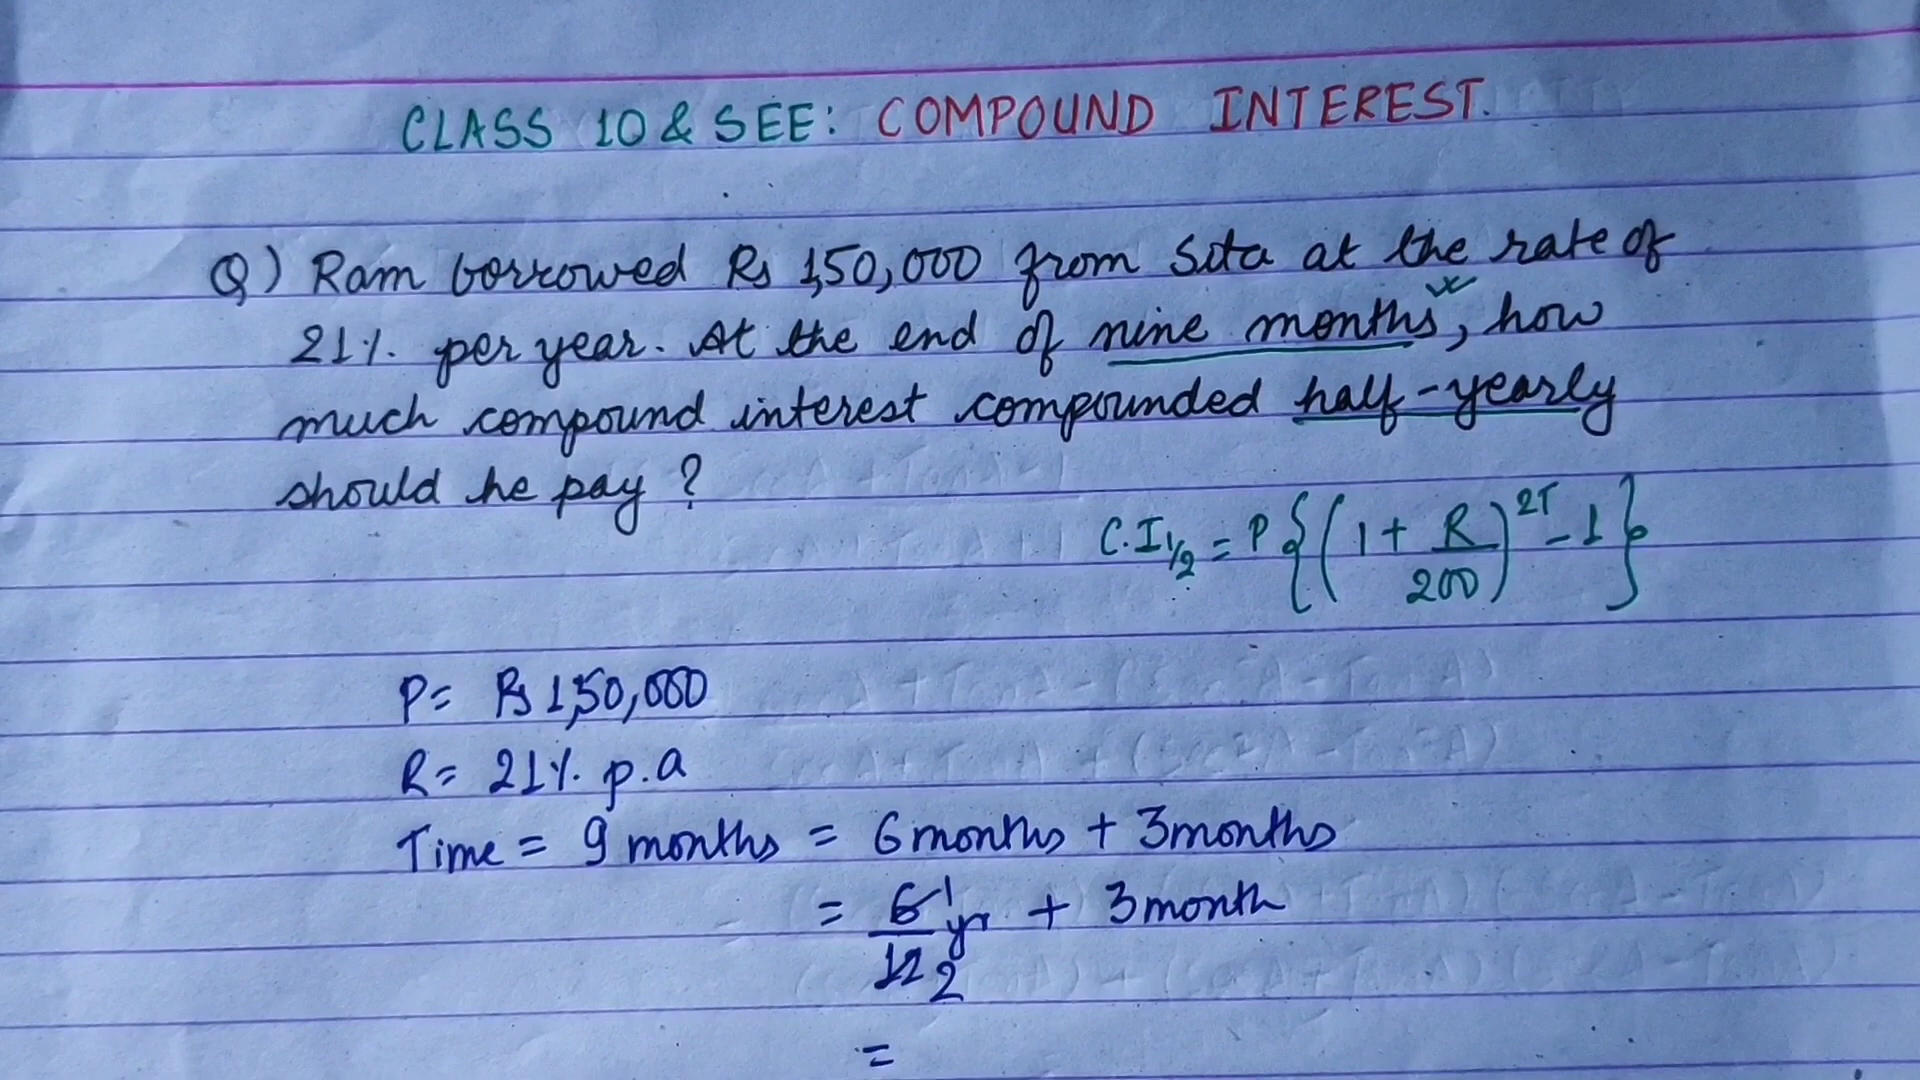 CLASS 10 & SEE: COMPOUND INTEREST.
Q) Ram borrowed Rs 1,50,000 from Sita at the rate of
21%. per year. At the end of nine months, how
much compound interest compounded half-yearly
should he pay?
C.I½ = P{(1 + R/200)^2T - 1}
P = Rs 1,50,000
R = 21%. p.a
Time = 9 months = 6 months + 3 months
= 6/12 1/2 yr + 3 month
=